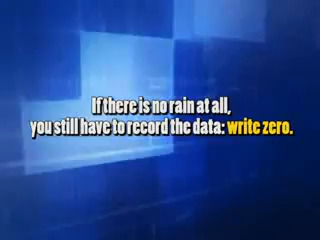 If there is no rain at all,
you still have to record the data: write zero.